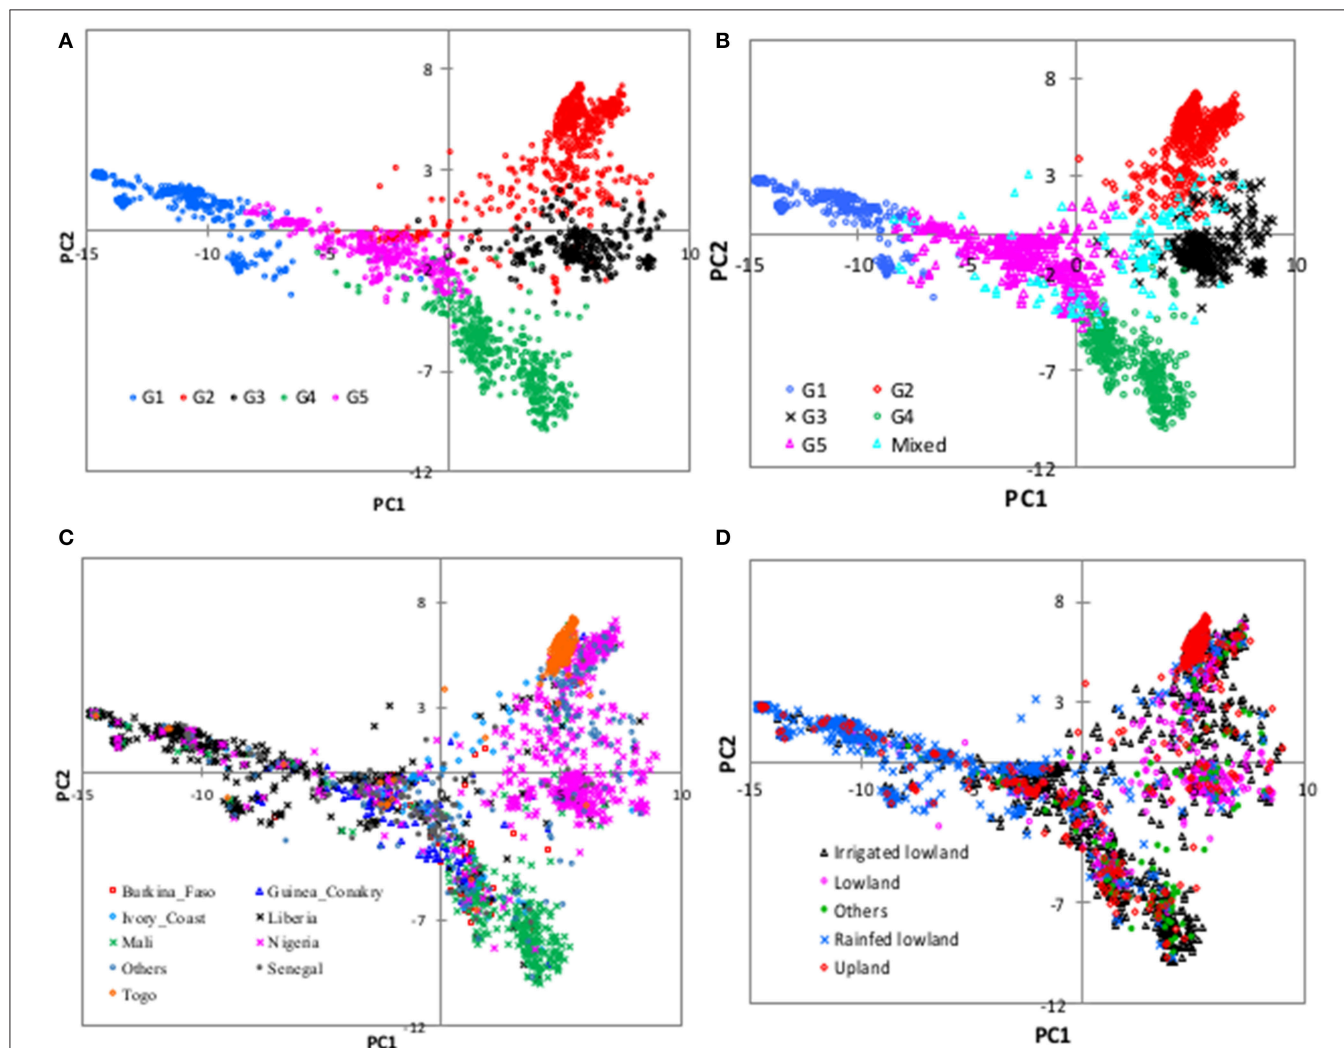 A
B
8
8
3
3
PC2
-15
-10
-5
-2
10
PC2
-15
-10
-5
0
-2
10
-7
-7
G1 G2 G3 G4 G5
G1 G2
G3 G4
G5 Mixed
-12
-12
PC1
PC1
C
D
8
8
3
3
PC2
-15
-10
0
10
PC2
-15
-10
-5
10
Burkina_Faso Guinea_Conakry
Ivory_Coast Liberia
Mali Nigeria
Others Senegal
Togo
-7
-12
PC1
Irrigated lowland
Lowland
Others
Rainfed lowland
Upland
-7
-12
PC1